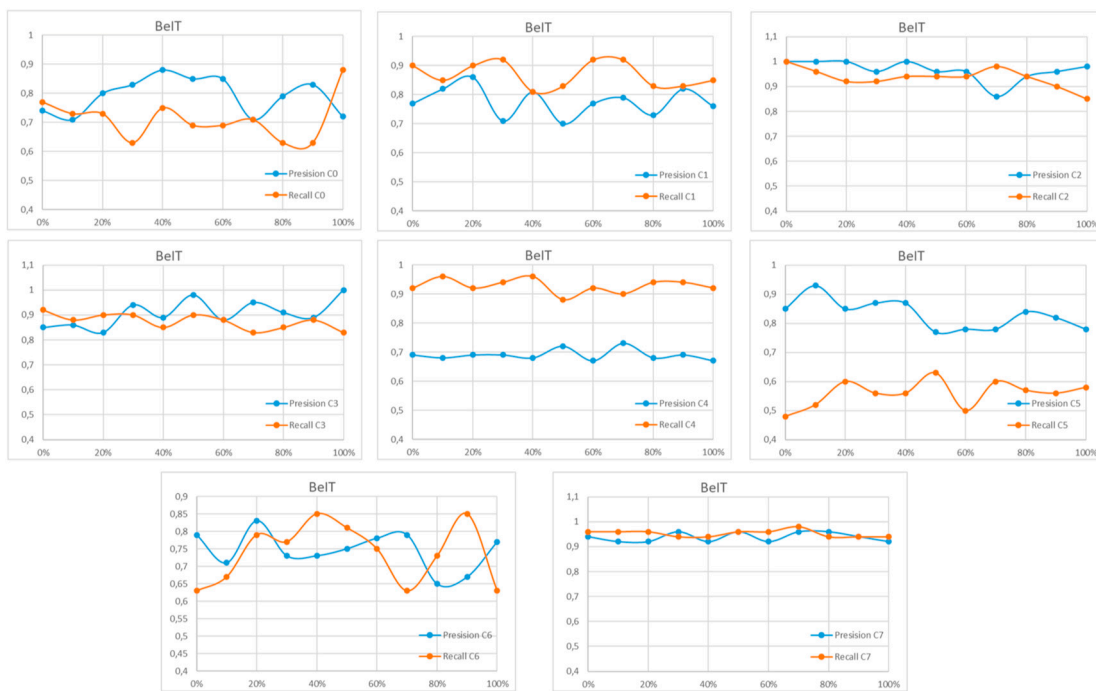 BeIT
1
0,9
0,8
0,7
0,6
0,5
0,4
0% 20% 40% 60% 80% 100%
Presision C0
Recall C0
BeIT
1
0,9
0,8
0,7
0,6
0,5
0,4
0% 20% 40% 60% 80% 100%
Presision C1
Recall C1
BeIT
1,1
1
0,9
0,8
0,7
0,6
0,5
0,4
0% 20% 40% 60% 80% 100%
Presision C2
Recall C2
BeIT
1,1
1
0,9
0,8
0,7
0,6
0,5
0,4
0% 20% 40% 60% 80% 100%
Presision C3
Recall C3
BeIT
1
0,9
0,8
0,7
0,6
0,5
0,4
0% 20% 40% 60% 80% 100%
Presision C4
Recall C4
BeIT
1
0,9
0,8
0,7
0,6
0,5
0,4
0% 20% 40% 60% 80% 100%
Presision C5
Recall C5
BeIT
0,9
0,85
0,8
0,75
0,7
0,65
0,6
0,55
0,5
0,45
0,4
0% 20% 40% 60% 80% 100%
Presision C6
Recall C6
BeIT
1,1
1
0,9
0,8
0,7
0,6
0,5
0,4
0% 20% 40% 60% 80% 100%
Presision C7
Recall C7